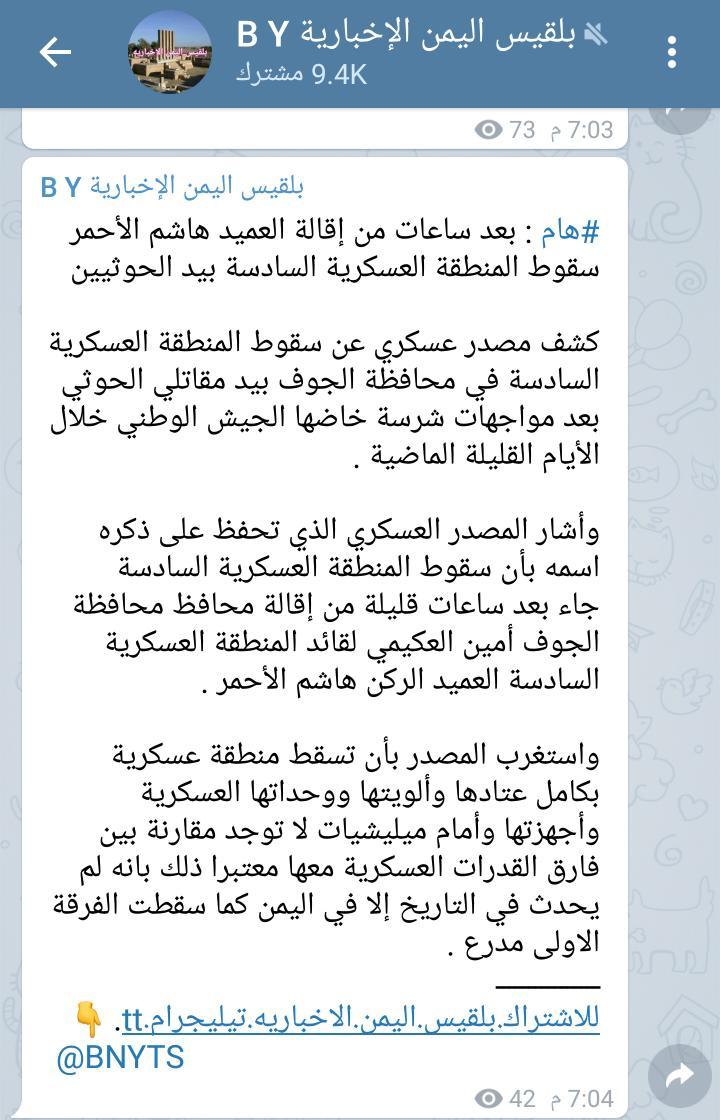 بلقيس اليمن الإخبارية B Y
9.4K مشترك
بلقيس_اليمن_الإخبارية
73 7:03 م
بلقيس اليمن الإخبارية B Y
#هام : بعد ساعات من إقالة العميد هاشم الأحمر
سقوط المنطقة العسكرية السادسة بيد الحوثيين
كشف مصدر عسكري عن سقوط المنطقة العسكرية
السادسة في محافظة الجوف بيد مقاتلي الحوثي
بعد مواجهات شرسة خاضها الجيش الوطني خلال
الأيام القليلة الماضية .
وأشار المصدر العسكري الذي تحفظ على ذكره
اسمه بأن سقوط المنطقة العسكرية السادسة
جاء بعد ساعات قليلة من إقالة محافظ محافظة
الجوف أمين العكيمي لقائد المنطقة العسكرية
السادسة العميد الركن هاشم الأحمر .
واستغرب المصدر بأن تسقط منطقة عسكرية
بكامل عتادها وألويتها ووحداتها العسكرية
وأجهزتها وأمام ميليشيات لا توجد مقارنة بين
فارق القدرات العسكرية معها معتبرا ذلك بانه لم
يحدث في التاريخ إلا في اليمن كما سقطت الفرقة
الاولى مدرع .
ــــــــــــــــ
للاشتراك.بلقيس.اليمن.الاخباريه.تيليجرام.tt. 👇
@BNYTS
42 7:04 م